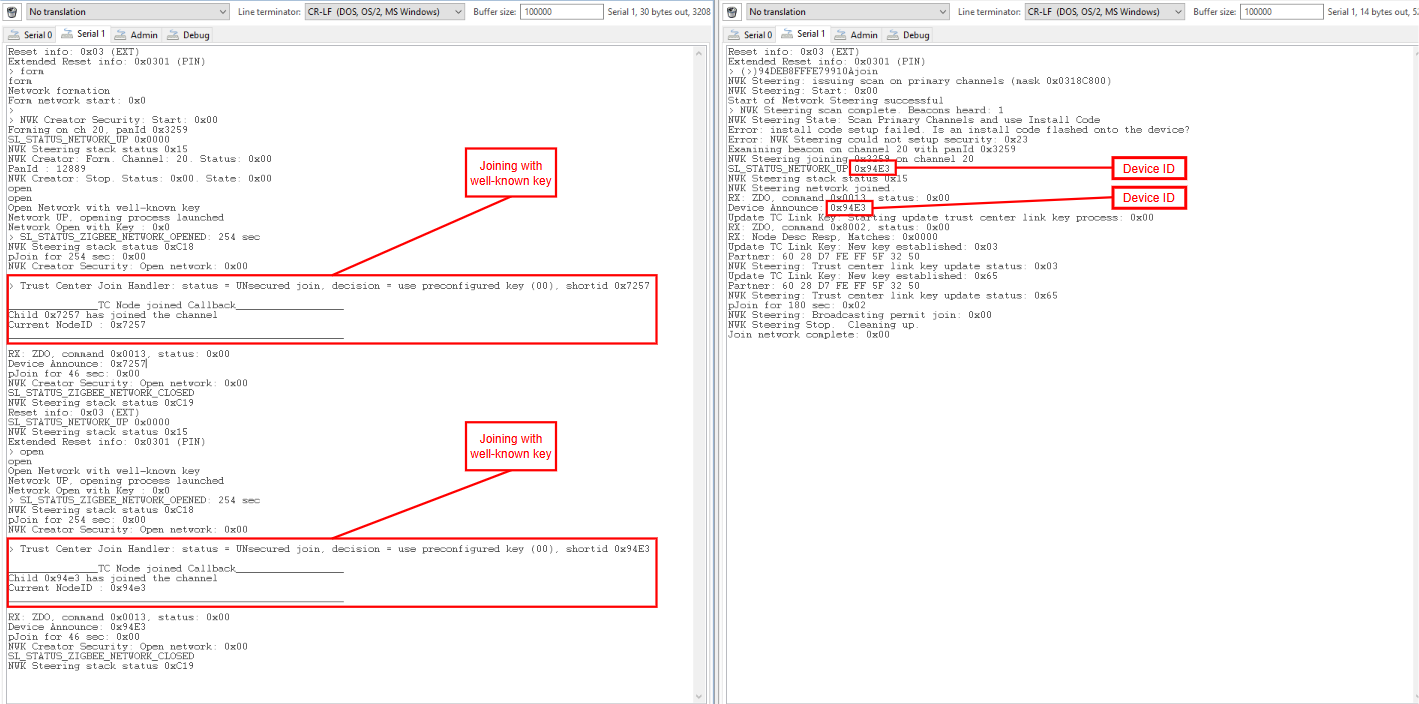 No translation
Line terminator:
CR-LF (DOS, OS/2, MS Windows)
Buffer size:
100000
Serial 1, 30 bytes out, 3208
Serial 0
Serial 1
Admin
Debug
Reset info: 0x03 (EXT)
Extended Reset info: 0x0301 (PIN)
> form
form
Network formation
Form network start: 0x0
>
> NWK Creator Security: Start: 0x00
Forming on ch 20, panId 0x3259
SL_STATUS_NETWORK_UP 0x0000
NWK Steering stack status 0x15
NWK Creator: Form. Channel: 20. Status: 0x00
PanId : 12889
NWK Creator: Stop. Status: 0x00. State: 0x00
open
open
Open Network with well-known key
Network UP, opening process launched
Network Open with Key : 0x0
> SL_STATUS_ZIGBEE_NETWORK_OPENED: 254 sec
NWK Steering stack status 0xC18
pJoin for 254 sec: 0x00
NWK Creator Security: Open network: 0x00
> Trust Center Join Handler: status = UNsecured join, decision = use preconfigured key (00), shortid 0x7257
______________TC Node joined Callback_________________
Child 0x7257 has joined the channel
Current NodeID : 0x7257
RX: ZDO, command 0x0013, status: 0x00
Device Announce: 0x7257
pJoin for 46 sec: 0x00
NWK Creator Security: Open network: 0x00
SL_STATUS_ZIGBEE_NETWORK_CLOSED
NWK Steering stack status 0xC19
Reset info: 0x03 (EXT)
SL_STATUS_NETWORK_UP 0x0000
NWK Steering stack status 0x15
Extended Reset info: 0x0301 (PIN)
> open
open
Open Network with well-known key
Network UP, opening process launched
Network Open with Key : 0x0
> SL_STATUS_ZIGBEE_NETWORK_OPENED: 254 sec
NWK Steering stack status 0xC18
pJoin for 254 sec: 0x00
NWK Creator Security: Open network: 0x00
> Trust Center Join Handler: status = UNsecured join, decision = use preconfigured key (00), shortid 0x94E3
______________TC Node joined Callback_________________
Child 0x94e3 has joined the channel
Current NodeID : 0x94e3
RX: ZDO, command 0x0013, status: 0x00
Device Announce: 0x94E3
pJoin for 46 sec: 0x00
NWK Creator Security: Open network: 0x00
SL_STATUS_ZIGBEE_NETWORK_CLOSED
NWK Steering stack status 0xC19
Joining with
well-known key
Joining with
well-known key
No translation
Line terminator:
CR-LF (DOS, OS/2, MS Windows)
Buffer size:
100000
Serial 1, 14 bytes out,
Serial 0
Serial 1
Admin
Debug
Reset info: 0x03 (EXT)
Extended Reset info: 0x0301 (PIN)
> (>)94DEB8FFFE79910&join
NWK Steering: issuing scan on primary channels (mask 0x0318C800)
NWK Steering: Start: 0x00
Start of Network Steering successful
> NWK Steering scan complete. Beacons heard: 1
NWK Steering State: Scan Primary Channels and use Install Code
Error: install code setup failed. Is an install code flashed onto the device?
Error: NWK Steering could not setup security: 0x23
Examining beacon on channel 20 with panId 0x3259
NWK Steering joining 0x3259 on channel 20
SL_STATUS_NETWORK_UP 0x94E3
NWK Steering stack status 0x15
NWK Steering network joined.
RX: ZDO, command 0x0013, status: 0x00
Device Announce: 0x94E3
Update TC Link Key: Starting update trust center link key process: 0x00
RX: ZDO, command 0x8002, status: 0x00
RX: Node Desc Resp, Matches: 0x0000
Update TC Link Key: New key established: 0x03
Partner: 60 28 D7 FE FF 5F 32 50
NWK Steering: Trust center link key update status: 0x03
Update TC Link Key: New key established: 0x65
Partner: 60 28 D7 FE FF 5F 32 50
NWK Steering: Trust center link key update status: 0x65
pJoin for 180 sec: 0x02
NWK Steering: Broadcasting permit join: 0x00
NWK Steering Stop.  Cleaning up.
Join network complete: 0x00
Device ID
Device ID